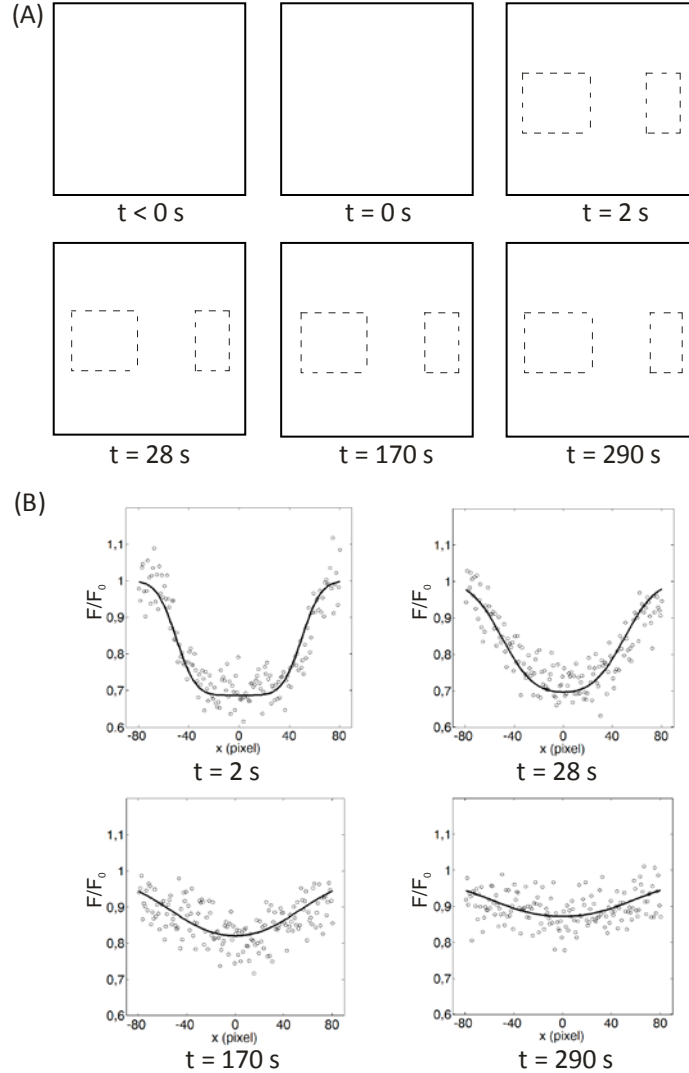 (A)
t < 0 s
t = 0 s
t = 2 s
t = 28 s
t = 170 s
t = 290 s
(B)
1,1
1
0,9
0,8
0,7
0,6
F/F0
-80 -40 0 40 80
x (pixel)
t = 2 s
1,1
1
0,9
0,8
0.7
0.6
F/F0
-80 -40 0 40 80
x (pixel)
t = 28 s
1,1
1
0,9
0,8
0,7
0,6
F/F0
-80 -40 0 40 80
x (pixel)
t = 170 s
1,1
1
0,9
0,8
0,7
0,6
F/F0
-80 -40 0 40 80
x (pixel)
t = 290 s